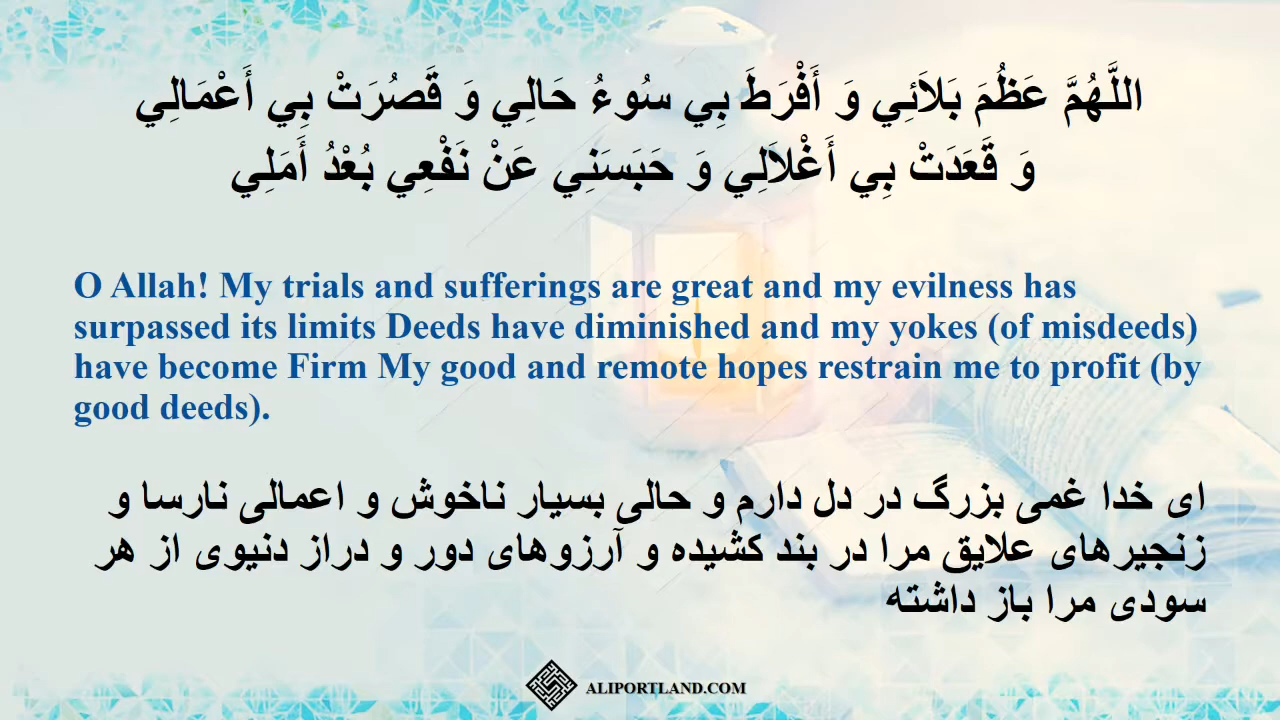 اللَّهُمَّ عَظُمَ بَلاَئِي وَ أَفْرَطَ بِي سُوءُ حَالِي وَ قَصُرَتْ بِي أَعْمَالِي
وَ قَعَدَتْ بِي أَغْلاَلِي وَ حَبَسَنِي عَنْ نَفْعِي بُعْدُ أَمَلِي
O Allah! My trials and sufferings are great and my evilness has
surpassed its limits Deeds have diminished and my yokes (of misdeeds)
have become Firm My good and remote hopes restrain me to profit (by
good deeds).
ای خدا غمی بزرگ در دل دارم و حالی بسیار ناخوش و اعمالی نارسا و
زنجیرهای علایق مرا در بند کشیده و آرزوهای دور و دراز دنیوی از هر
سودی مرا باز داشته
ALIPORTLAND.COM